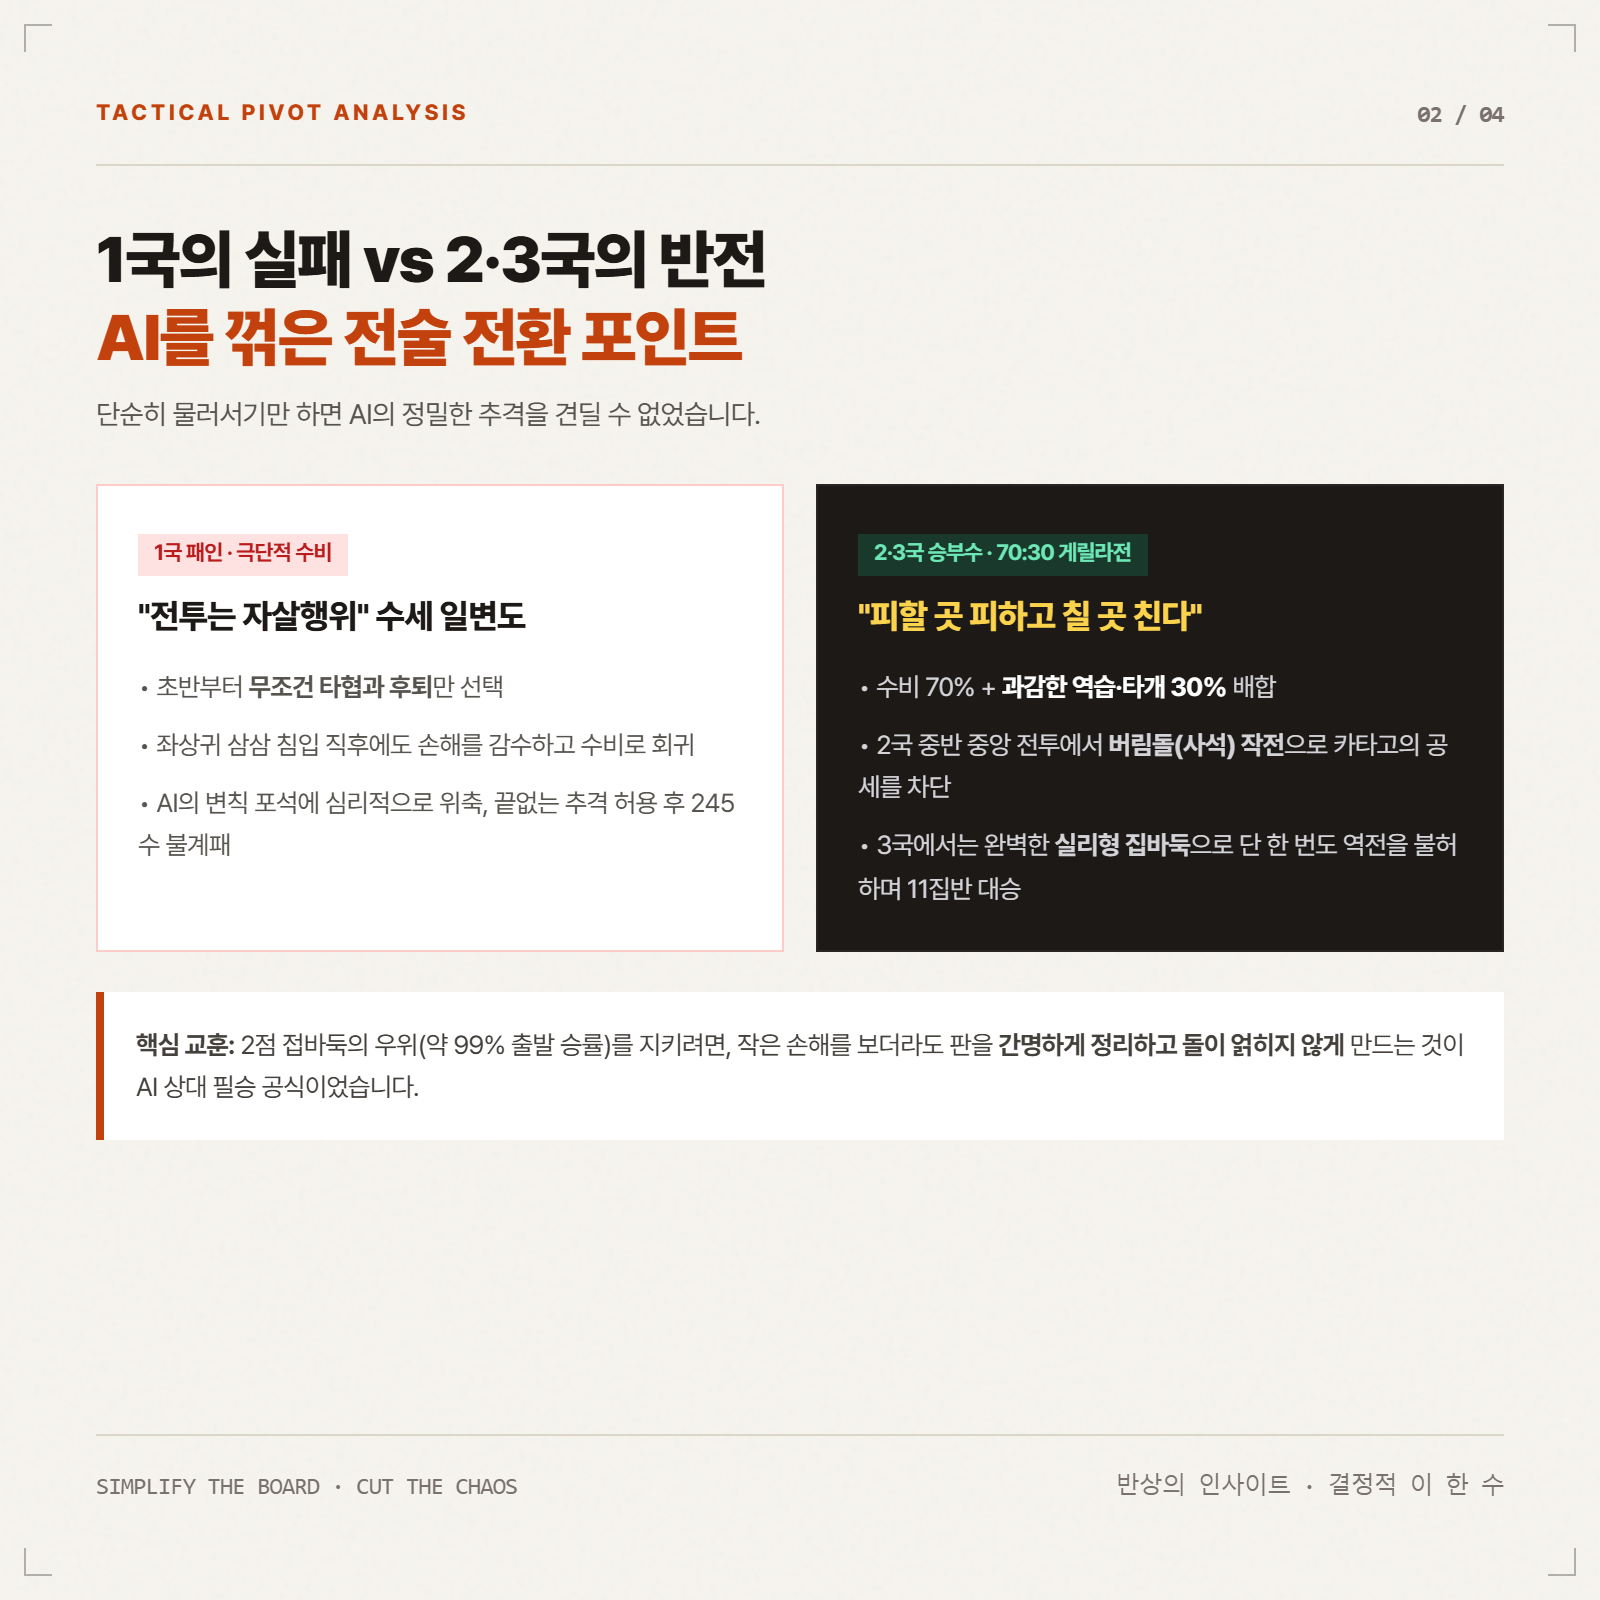 TACTICAL PIVOT ANALYSIS
02 / 04
1국의 실패 vs 2·3국의 반전
AI를 꺾은 전술 전환 포인트
단순히 물러서기만 하면 AI의 정밀한 추격을 견딜 수 없었습니다.
1국 패인 · 극단적 수비
"전투는 자살행위" 수세 일변도
• 초반부터 무조건 타협과 후퇴만 선택
• 좌상귀 삼삼 침입 직후에도 손해를 감수하고 수비로 회귀
• AI의 변칙 포석에 심리적으로 위축, 끝없는 추격 허용 후 245
수 불계패
2·3국 승부수 · 70:30 게릴라전
"피할 곳 피하고 칠 곳 친다"
• 수비 70% + 과감한 역습·타개 30% 배합
• 2국 중반 중앙 전투에서 버림돌(사석) 작전으로 카타고의 공
세를 차단
• 3국에서는 완벽한 실리형 집바둑으로 단 한 번도 역전을 불허
하며 11집반 대승
핵심 교훈: 2점 접바둑의 우위(약 99% 출발 승률)를 지키려면, 작은 손해를 보더라도 판을 간명하게 정리하고 돌이 얽히지 않게 만드는 것이
AI 상대 필승 공식이었습니다.
SIMPLIFY THE BOARD · CUT THE CHAOS
반상의 인사이트 · 결정적 이 한 수